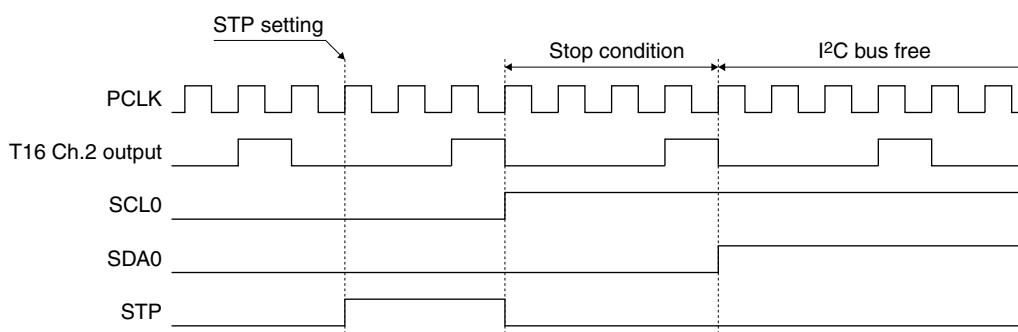 STP setting
Stop condition
I²C bus free
PCLK
T16 Ch.2 output
SCL0
SDA0
STP